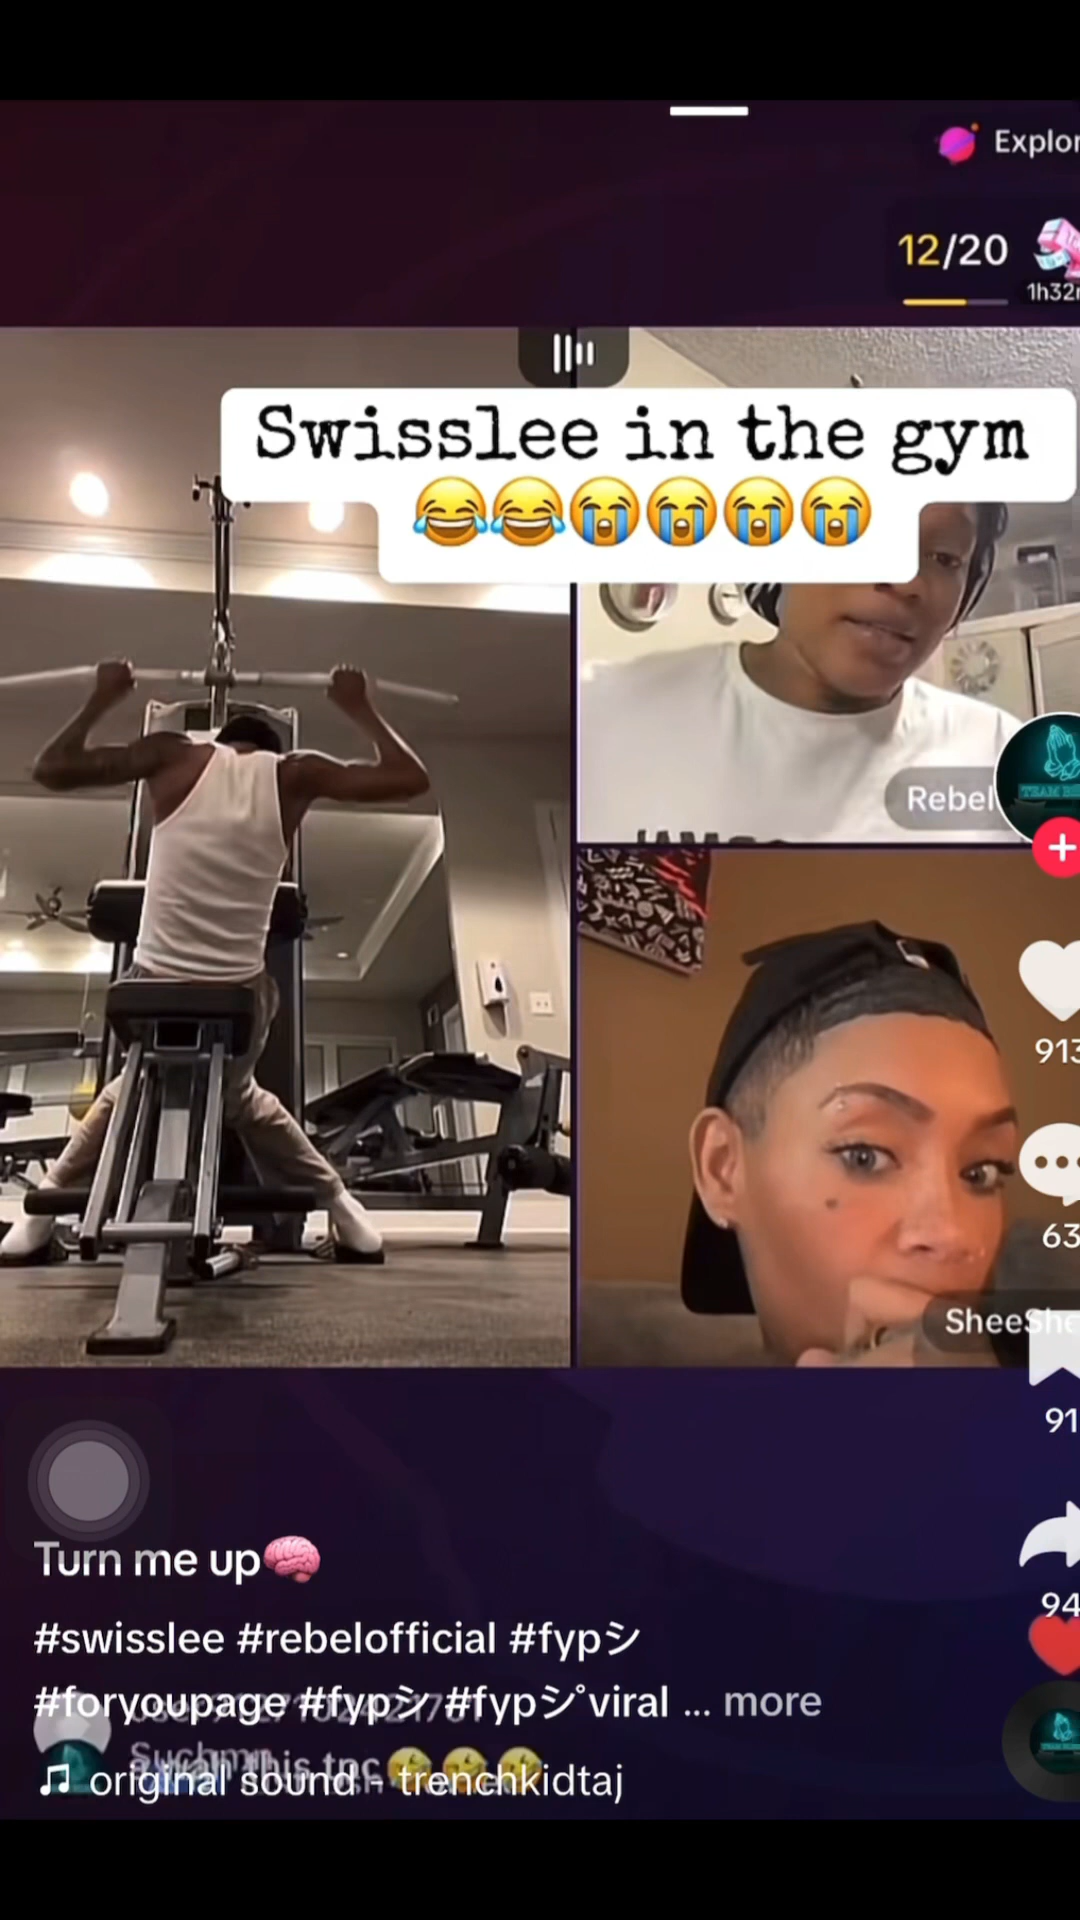 Explor
12/20
1h32
Swisslee in the gym
😂😂😭😭😭😭
Rebel
TEAM
913
63
SheeShe
91
94
Turn me up🧠
#swisslee #rebelofficial #fypシ
#foryoupage #fypシ #fypシ゚viral ... more
original sound - trenchkidtaj